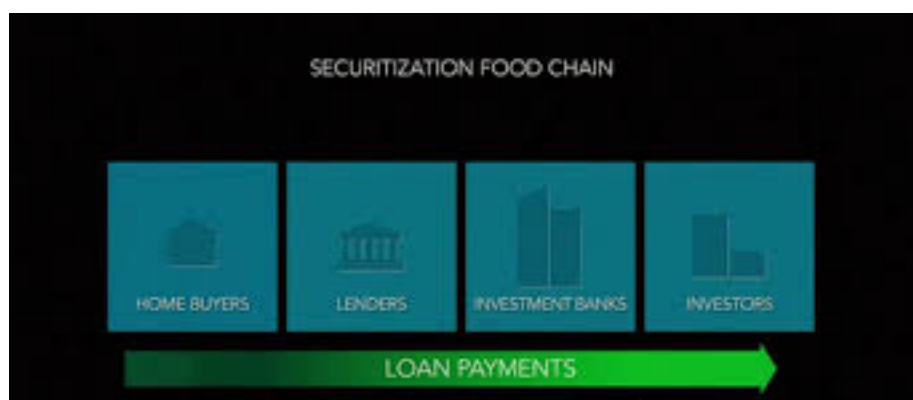 SECURITIZATION FOOD CHAIN
HOME BUYERS
LENDERS
INVESTMENT BANKS
INVESTORS
LOAN PAYMENTS